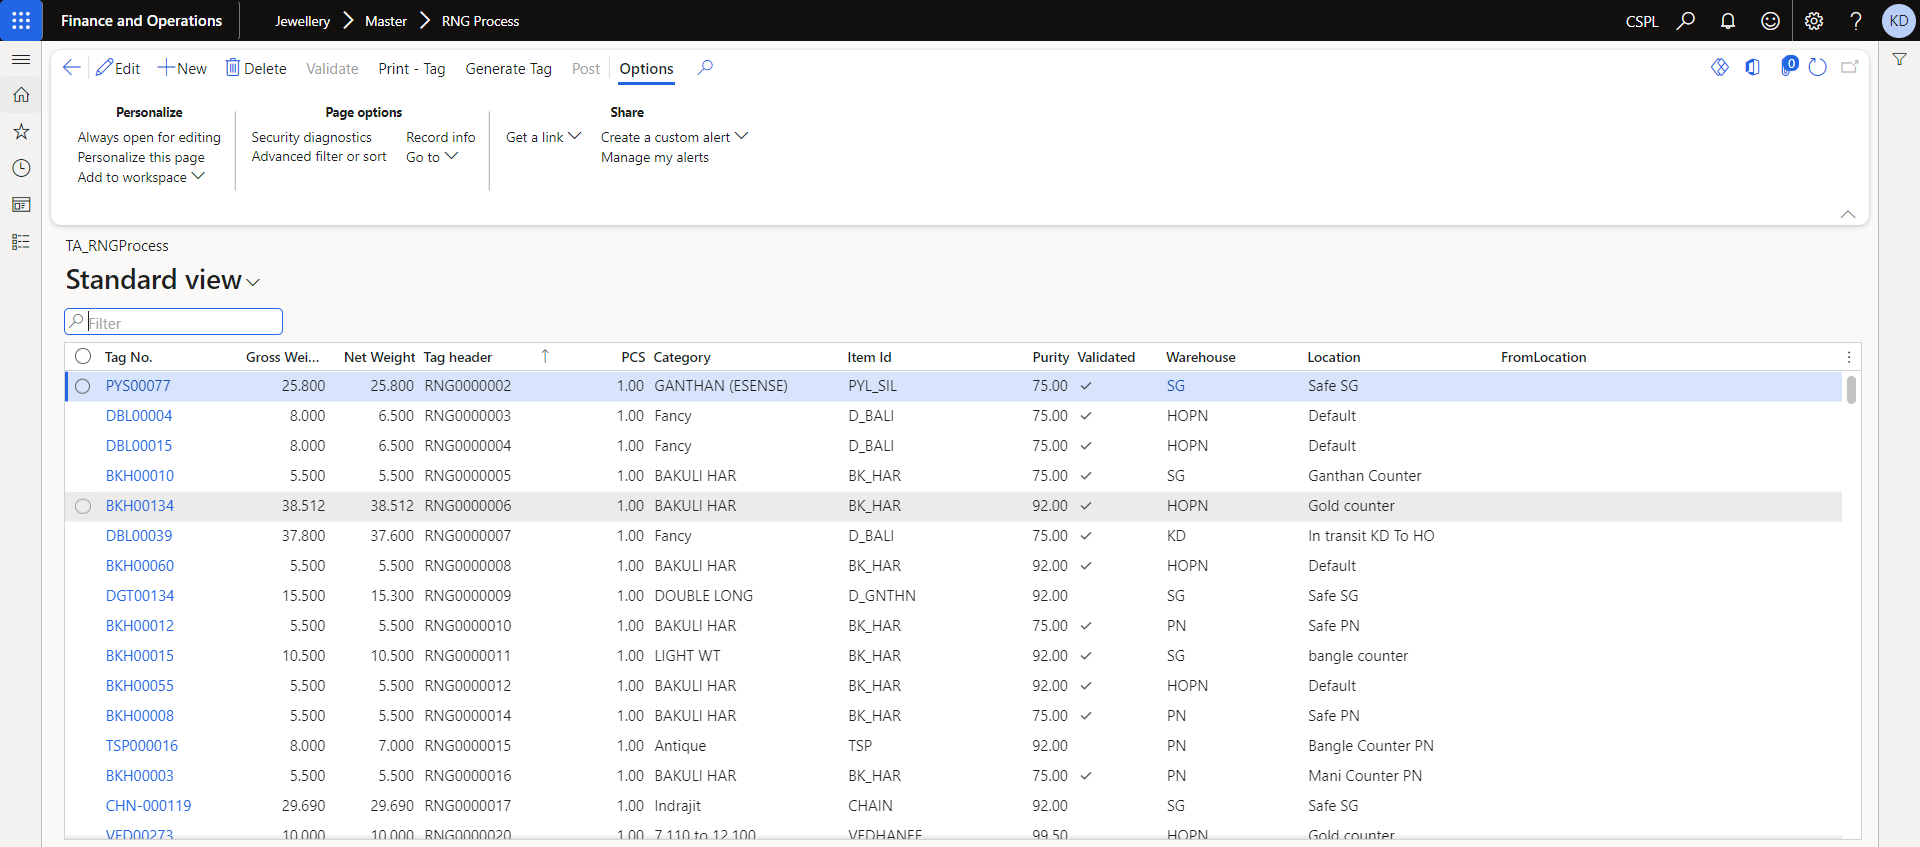 Finance and Operations Jewellery Master RNG Process CSPL ? KD
Edit New Delete Validate Print - Tag Generate Tag Post Options 0
Personalize Page options Share
Always open for editing Security diagnostics Record info Get a link Create a custom alert
Personalize this page Advanced filter or sort Go to Manage my alerts
Add to workspace
TA_RNGProcess
Standard view
Filter
Tag No. Gross Wei... Net Weight Tag header PCS Category Item Id Purity Validated Warehouse Location FromLocation
PYS00077 25.800 25.800 RNG0000002 1.00 GANTHAN (ESENSE) PYL_SIL 75.00 ✓ SG Safe SG
DBL00004 8.000 6.500 RNG0000003 1.00 Fancy D_BALI 75.00 ✓ HOPN Default
DBL00015 8.000 6.500 RNG0000004 1.00 Fancy D_BALI 75.00 ✓ HOPN Default
BKH00010 5.500 5.500 RNG0000005 1.00 BAKULI HAR BK_HAR 75.00 ✓ SG Ganthan Counter
BKH00134 38.512 38.512 RNG0000006 1.00 BAKULI HAR BK_HAR 92.00 ✓ HOPN Gold counter
DBL00039 37.800 37.600 RNG0000007 1.00 Fancy D_BALI 75.00 ✓ KD In transit KD To HO
BKH00060 5.500 5.500 RNG0000008 1.00 BAKULI HAR BK_HAR 92.00 ✓ HOPN Default
DGT00134 15.500 15.300 RNG0000009 1.00 DOUBLE LONG D_GNTHN 92.00 SG Safe SG
BKH00012 5.500 5.500 RNG0000010 1.00 BAKULI HAR BK_HAR 75.00 ✓ PN Safe PN
BKH00015 10.500 10.500 RNG0000011 1.00 LIGHT WT BK_HAR 92.00 ✓ SG bangle counter
BKH00055 5.500 5.500 RNG0000012 1.00 BAKULI HAR BK_HAR 92.00 ✓ HOPN Default
BKH00008 5.500 5.500 RNG0000014 1.00 BAKULI HAR BK_HAR 75.00 ✓ PN Safe PN
TSP000016 8.000 7.000 RNG0000015 1.00 Antique TSP 92.00 PN Bangle Counter PN
BKH00003 5.500 5.500 RNG0000016 1.00 BAKULI HAR BK_HAR 75.00 ✓ PN Mani Counter PN
CHN-000119 29.690 29.690 RNG0000017 1.00 Indrajit CHAIN 92.00 SG Safe SG
VED00273 10.000 10.000 RNG0000020 1.00 7.110 to 12.100 VEDHANEE 99.50 HOPN Gold counter